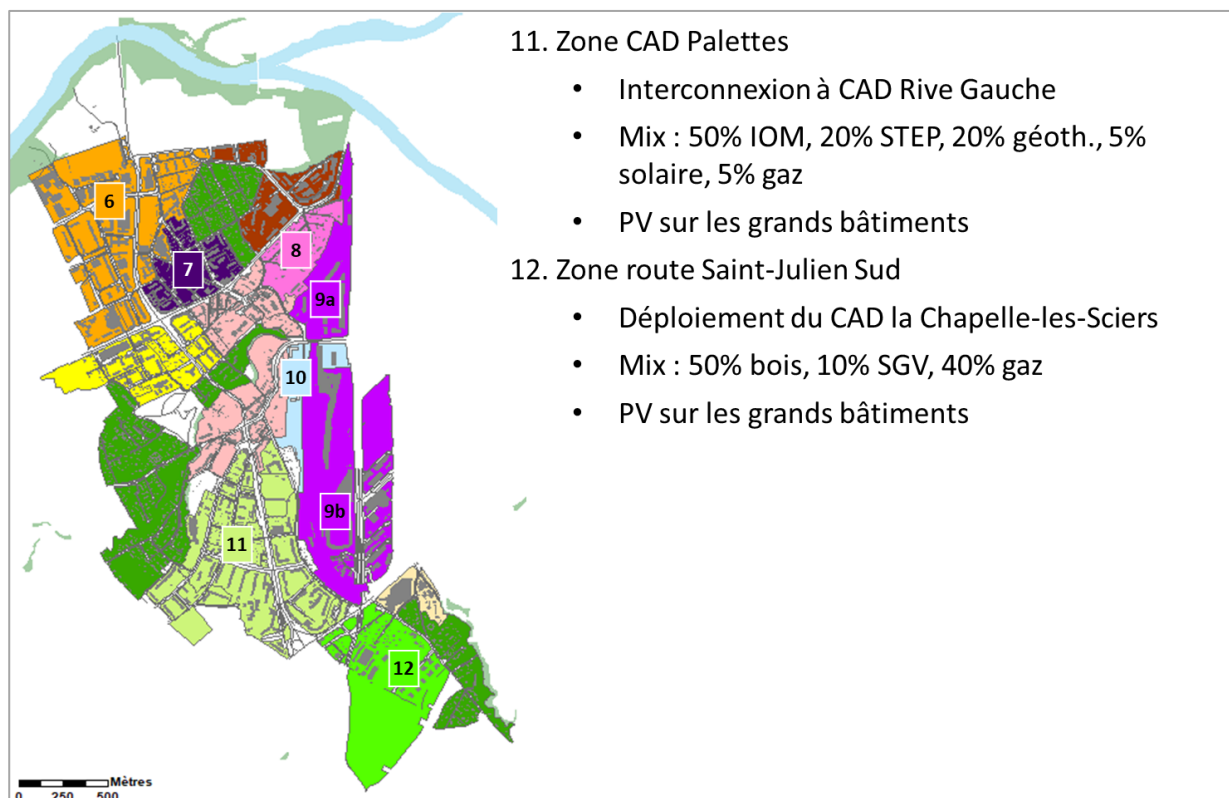 11. Zone CAD Palettes
• Interconnexion à CAD Rive Gauche
• Mix : 50% IOM, 20% STEP, 20% géoth., 5%
solaire, 5% gaz
• PV sur les grands bâtiments
12. Zone route Saint-Julien Sud
• Déploiement du CAD la Chapelle-les-Sciers
• Mix : 50% bois, 10% SGV, 40% gaz
• PV sur les grands bâtiments
6
7
8
9a
10
9b
11
12
Mètres
0 250 500